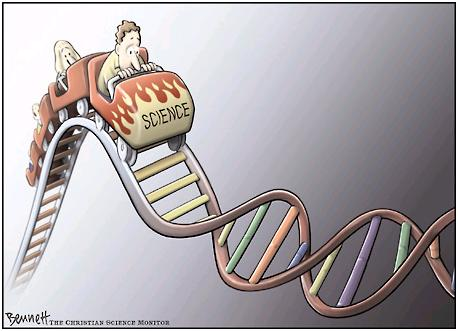 SCIENCE
Bennett THE CHRISTIAN SCIENCE MONITOR